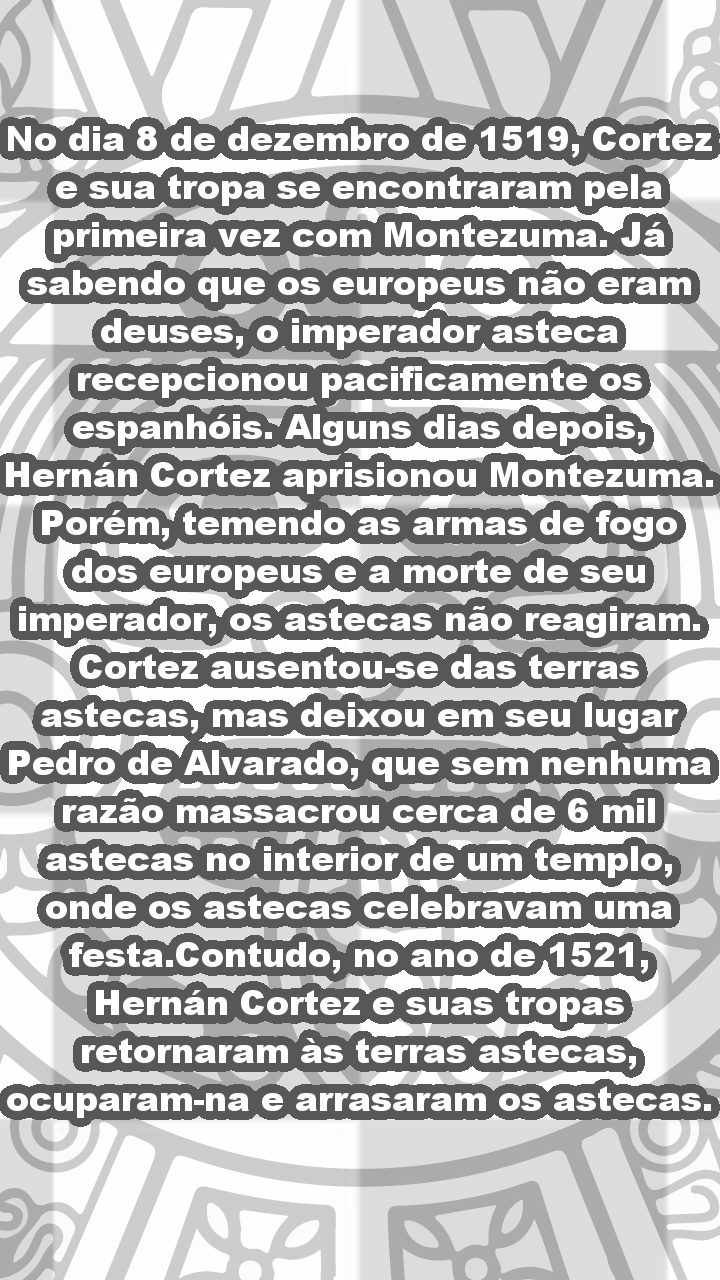 No dia 8 de dezembro de 1519, Cortez
e sua tropa se encontraram pela
primeira vez com Montezuma. Já
sabendo que os europeus não eram
deuses, o imperador asteca
recepcionou pacificamente os
espanhóis. Alguns dias depois,
Hernán Cortez aprisionou Montezuma.
Porém, temendo as armas de fogo
dos europeus e a morte de seu
imperador, os astecas não reagiram.
Cortez ausentou-se das terras
astecas, mas deixou em seu lugar
Pedro de Alvarado, que sem nenhuma
razão massacrou cerca de 6 mil
astecas no interior de um templo,
onde os astecas celebravam uma
festa.Contudo, no ano de 1521,
Hernán Cortez e suas tropas
retornaram às terras astecas,
ocuparam-na e arrasaram os astecas.